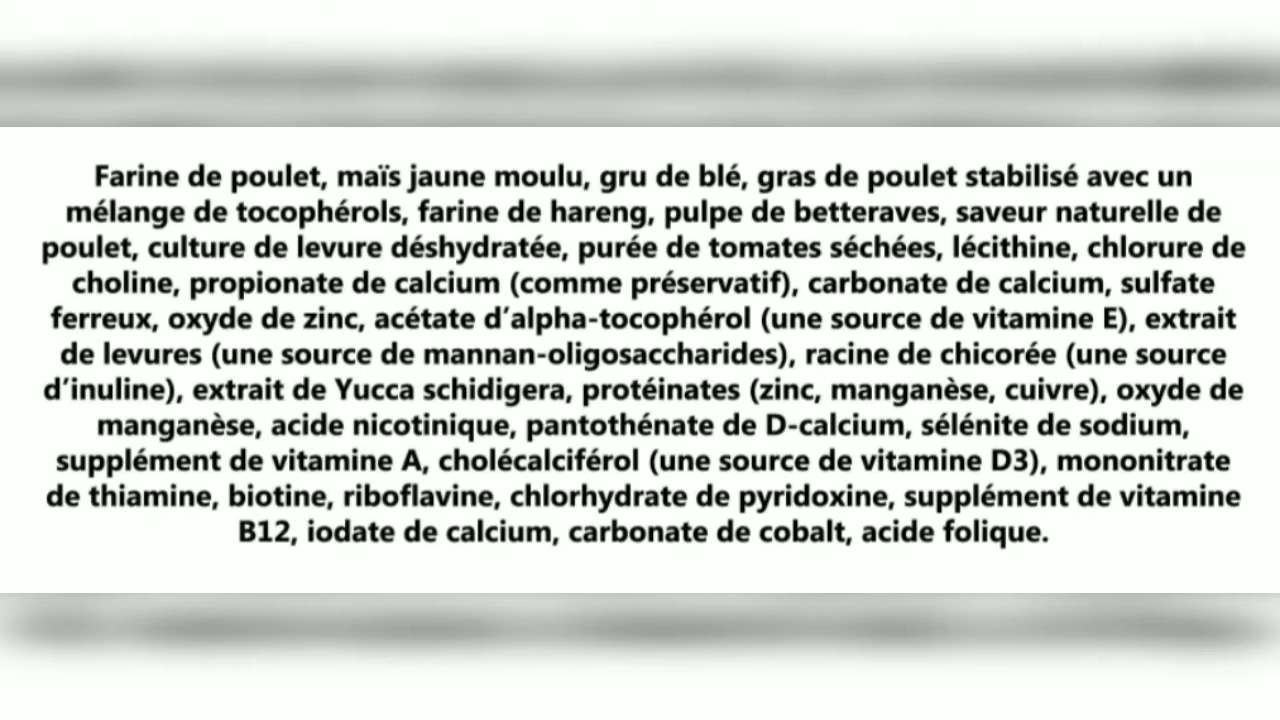 Farine de poulet, maïs jaune moulu, gru de blé, gras de poulet stabilisé avec un
mélange de tocophérols, farine de hareng, pulpe de betteraves, saveur naturelle de
poulet, culture de levure déshydratée, purée de tomates séchées, lécithine, chlorure de
choline, propionate de calcium (comme préservatif), carbonate de calcium, sulfate
ferreux, oxyde de zinc, acétate d’alpha-tocophérol (une source de vitamine E), extrait
de levures (une source de mannan-oligosaccharides), racine de chicorée (une source
d’inuline), extrait de Yucca schidigera, protéinates (zinc, manganèse, cuivre), oxyde de
manganèse, acide nicotinique, pantothénate de D-calcium, sélénite de sodium,
supplément de vitamine A, cholécalciférol (une source de vitamine D3), mononitrate
de thiamine, biotine, riboflavine, chlorhydrate de pyridoxine, supplément de vitamine
B12, iodate de calcium, carbonate de cobalt, acide folique.